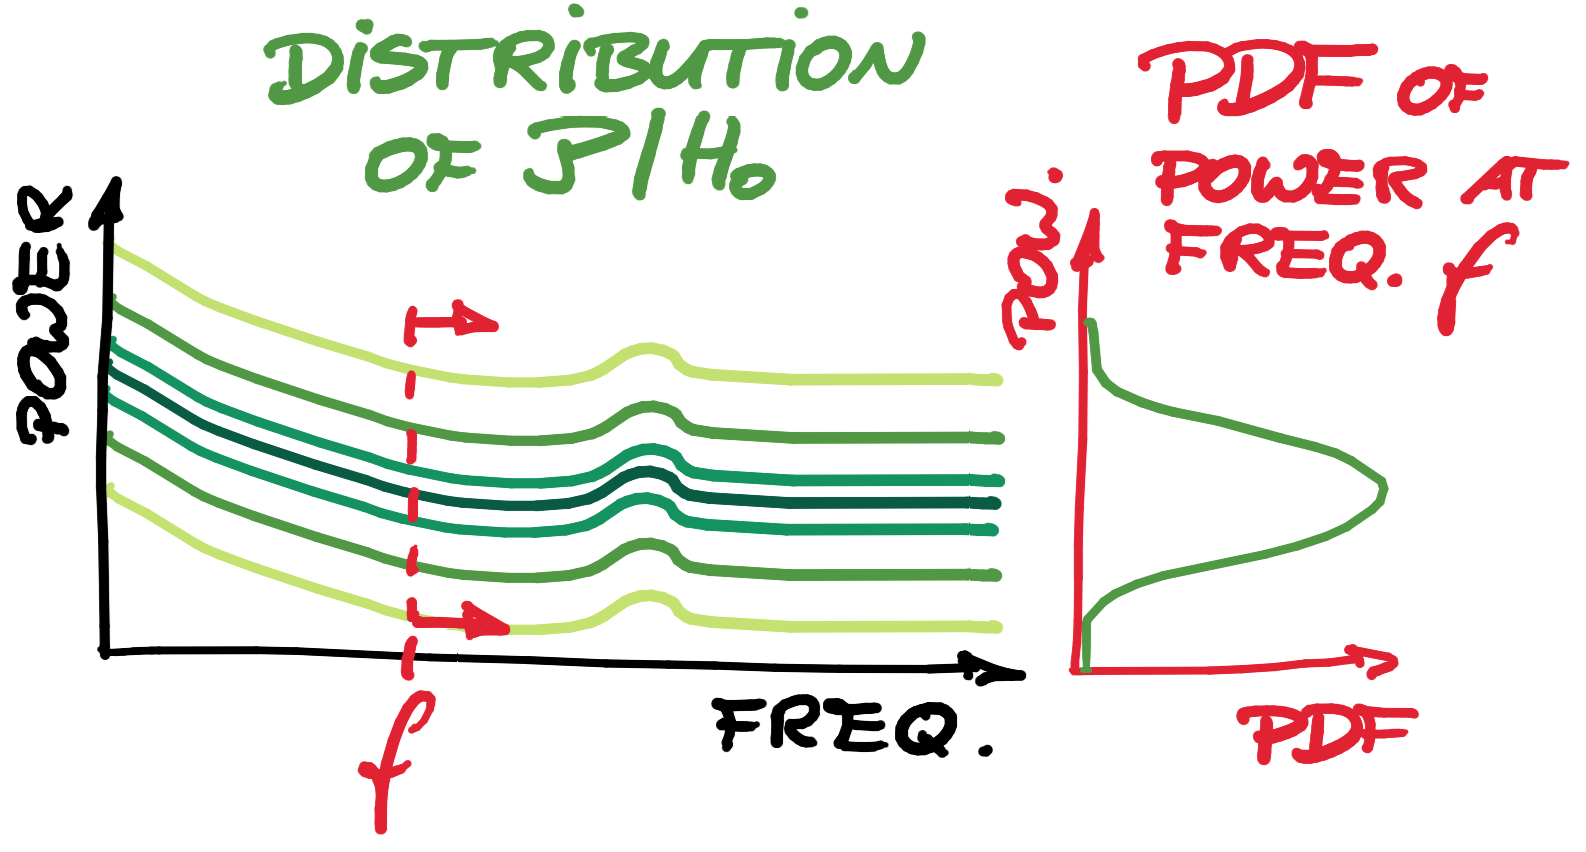 DiSTRiBUTiON
OF P/H₀
PDF OF
POWER AT
FREQ. f
POWER
FREQ.
f
POW.
PDF